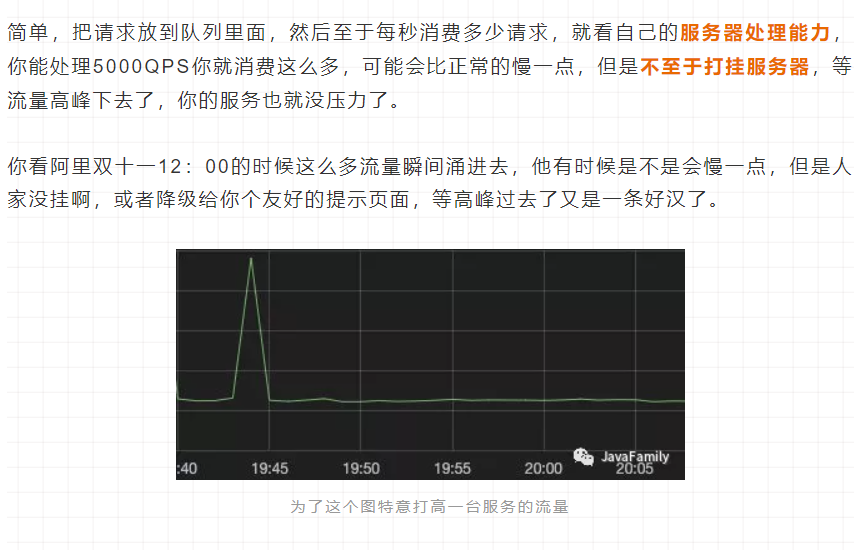 简单，把请求放到队列里面，然后至于每秒消费多少请求，就看自己的服务器处理能力，
你能处理5000QPS你就消费这么多，可能会比正常的慢一点，但是不至于打挂服务器，等
流量高峰下去了，你的服务也就没压力了。
你看阿里双十一12：00的时候这么多流量瞬间涌进去，他有时候是不是会慢一点，但是人
家没挂啊，或者降级给你个友好的提示页面，等高峰过去了又是一条好汉了。
JavaFamily
:40 19:45 19:50 19:55 20:00 20:05
为了这个图特意打高一台服务的流量